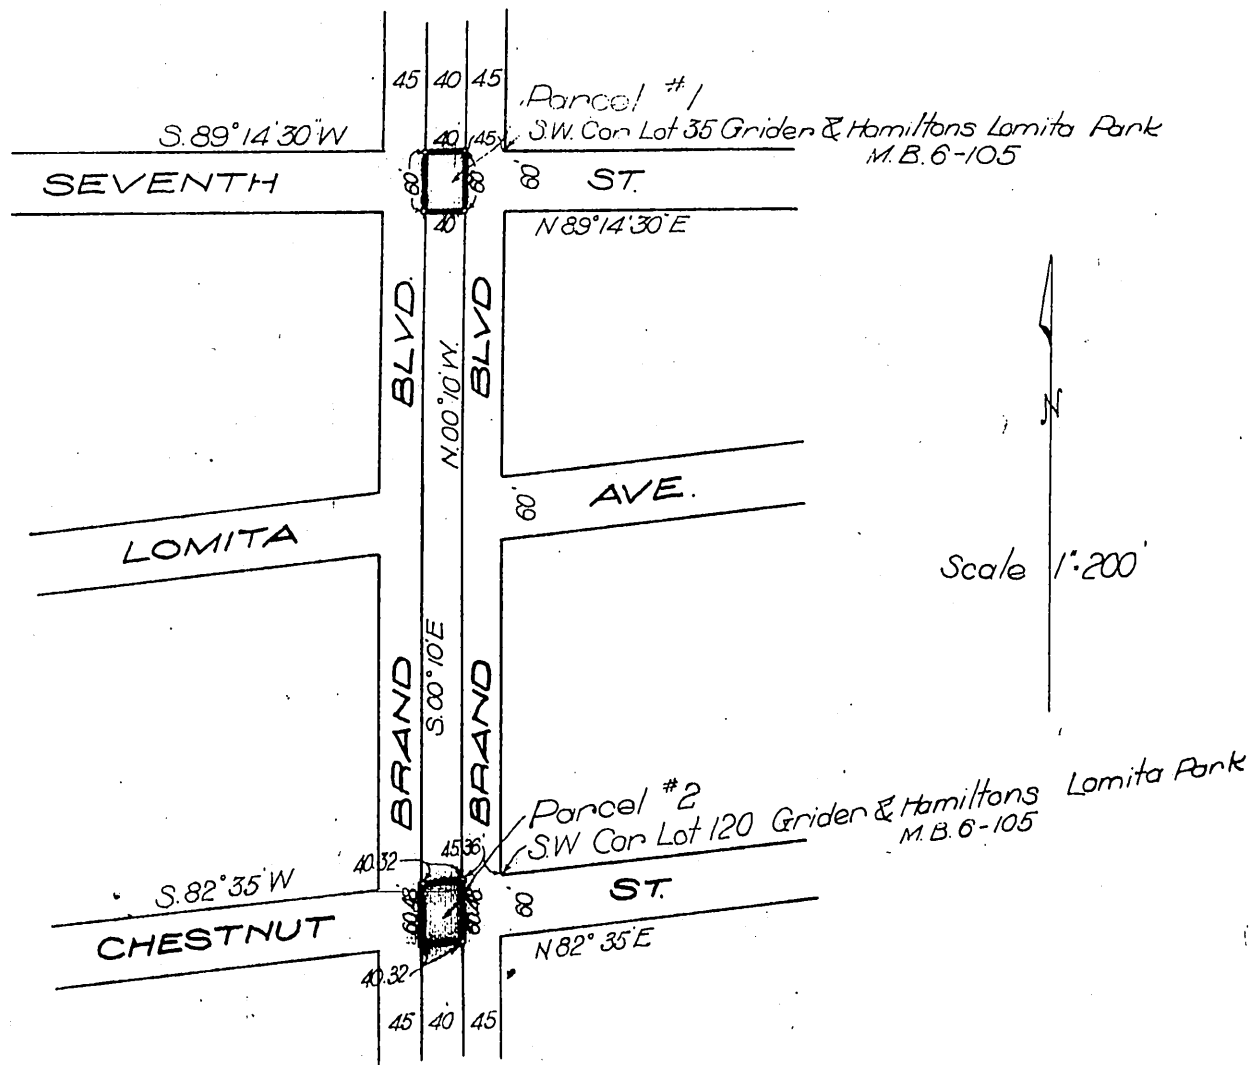 45 40 45
Parcel #1
S. 89° 14' 30" W
40 45
S.W. Cor Lot 35 Grider & Hamiltons Lomita Park
M.B. 6-105
SEVENTH
60 60 60'
ST.
40
N 89° 14' 30" E
BLVD.
BLVD
N. 00° 10' W.
N
60'
AVE.
LOMITA
Scale 1": 200'
S. 00° 10' E
BRAND
BRAND
Parcel #2
S.W Cor Lot 120 Grider & Hamiltons Lomita Park
M.B. 6-105
40.32
45.36
S. 82° 35' W
60.48 60.48 60'
ST.
CHESTNUT
N 82° 35' E
40.32
45 40 45